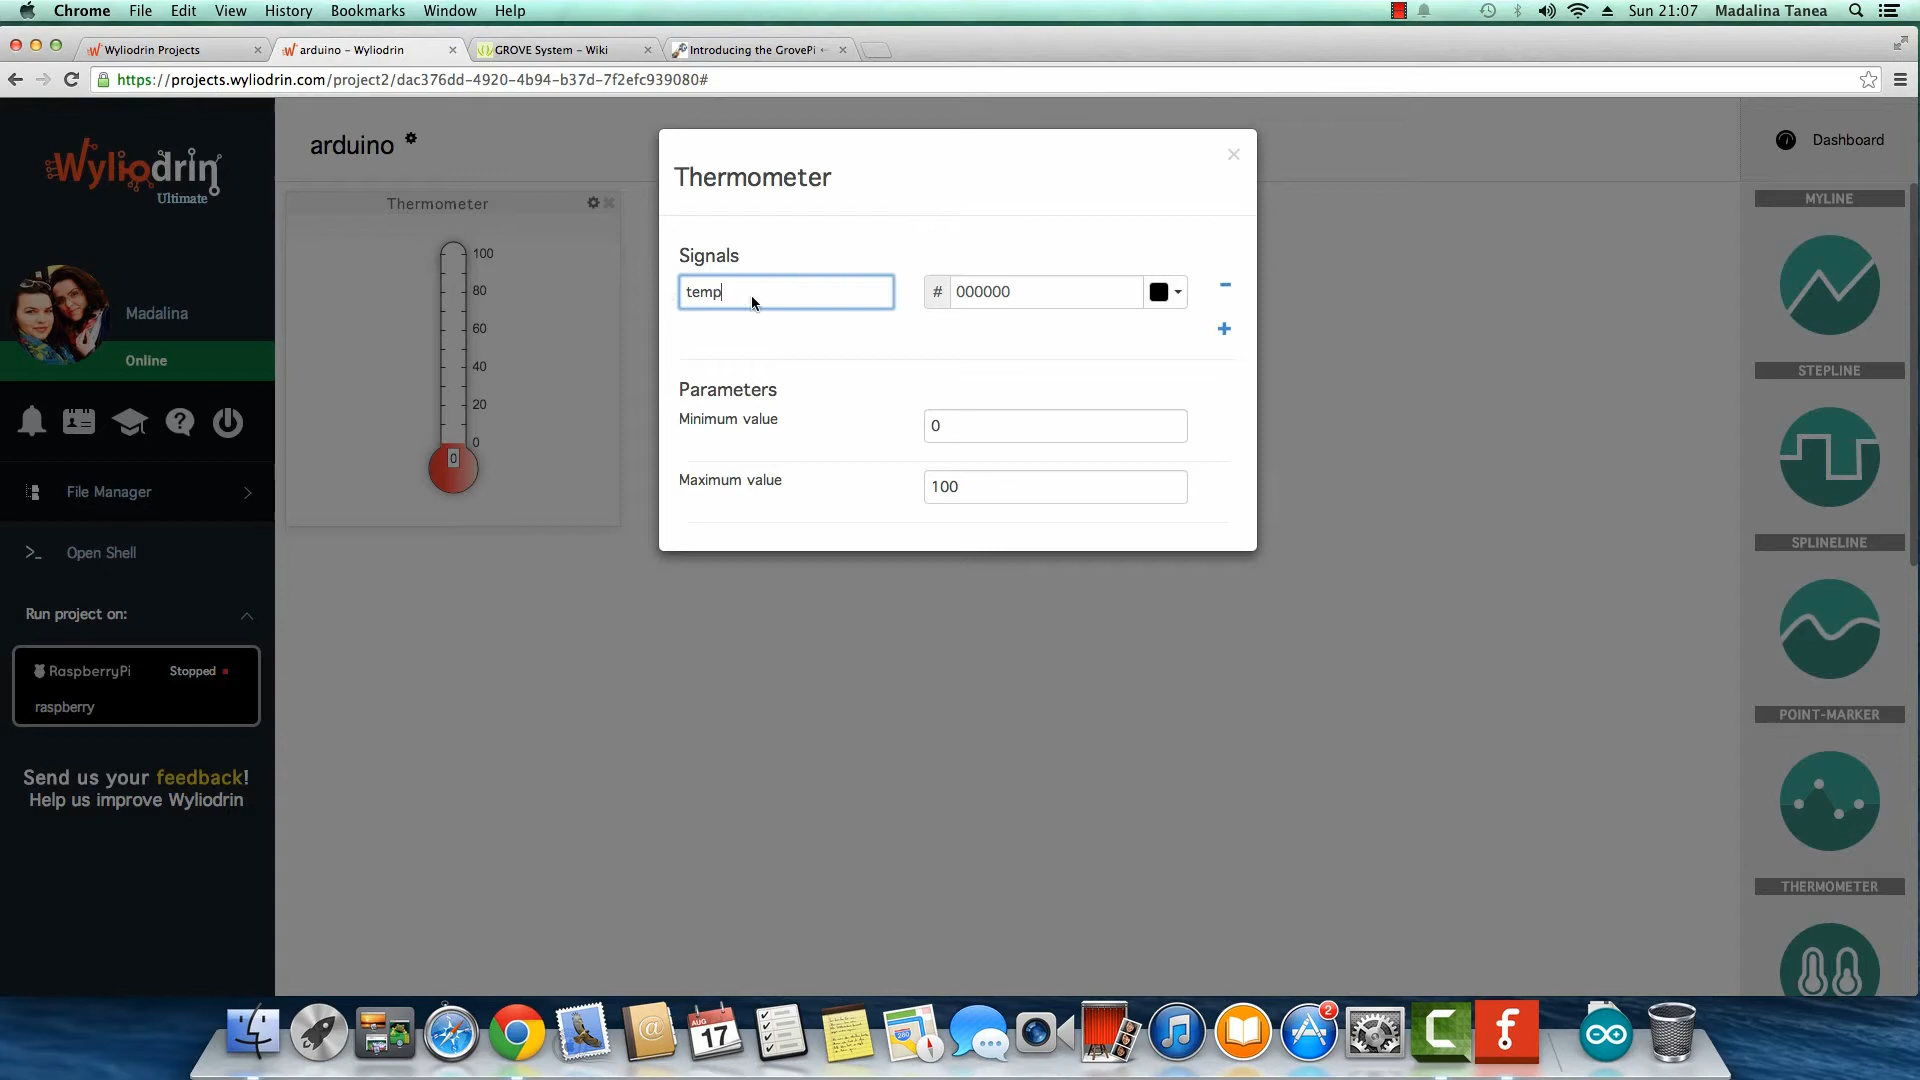 Chrome File Edit View History Bookmarks Window Help Sun 21:07 Madalina Tanea
Wyliodrin Projects
arduino – Wyliodrin
GROVE System – Wiki
Introducing the GrovePi
https://projects.wyliodrin.com/project2/dac376dd-4920-4b94-b37d-7f2efc939080#
Wyliodrin
Ultimate
Madalina
Online
File Manager
>_ Open Shell
Run project on:
RaspberryPi Stopped
raspberry
Send us your feedback!
Help us improve Wyliodrin
arduino
Thermometer
100
80
60
40
20
0
0
Thermometer
Signals
temp
# 000000
Parameters
Minimum value
0
Maximum value
100
Dashboard
MYLINE
STEPLINE
SPLINELINE
POINT-MARKER
THERMOMETER
AUG
17
2